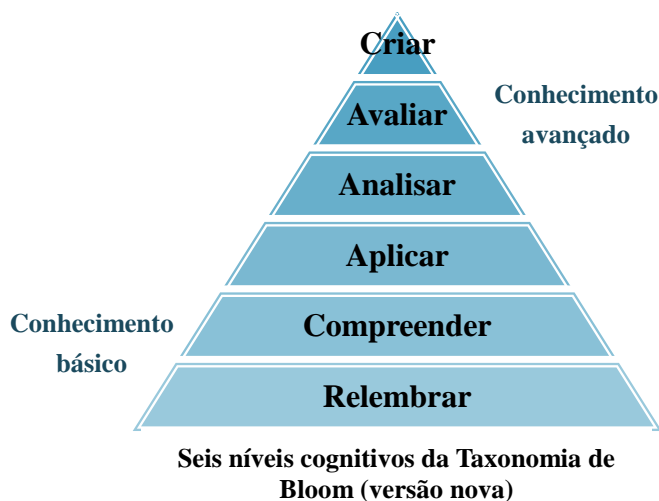 Criar
Avaliar
Conhecimento
avançado
Analisar
Aplicar
Compreender
Conhecimento
básico
Relembrar
Seis níveis cognitivos da Taxonomia de
Bloom (versão nova)